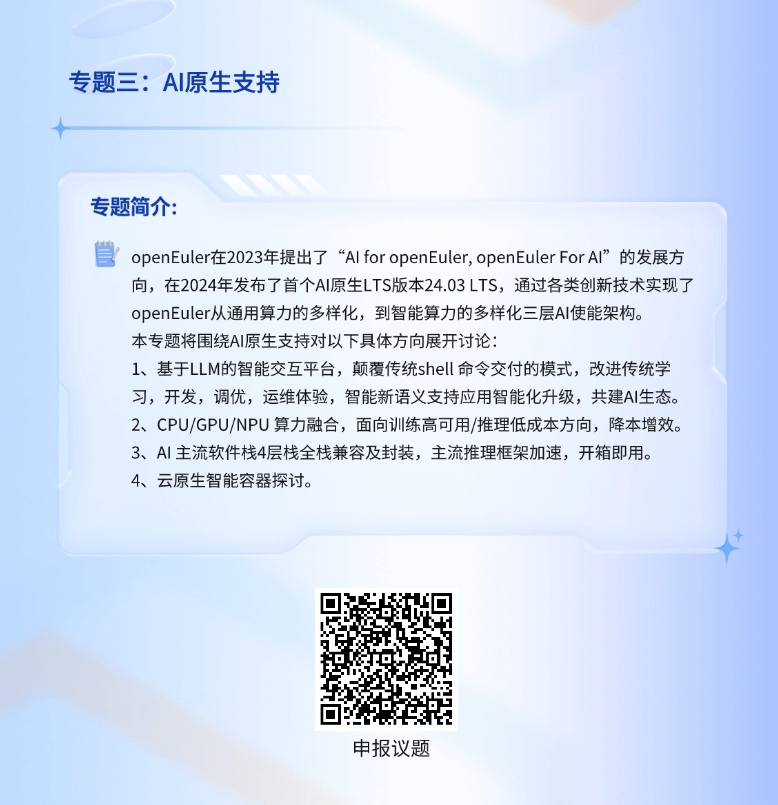 专题三：AI原生支持
专题简介:
openEuler在2023年提出了“AI for openEuler, openEuler For AI”的发展方
向，在2024年发布了首个AI原生LTS版本24.03 LTS，通过各类创新技术实现了
openEuler从通用算力的多样化，到智能算力的多样化三层AI使能架构。
本专题将围绕AI原生支持对以下具体方向展开讨论：
1、基于LLM的智能交互平台，颠覆传统shell 命令交付的模式，改进传统学
习，开发，调优，运维体验，智能新语义支持应用智能化升级，共建AI生态。
2、CPU/GPU/NPU 算力融合，面向训练高可用/推理低成本方向，降本增效。
3、AI 主流软件栈4层栈全栈兼容及封装，主流推理框架加速，开箱即用。
4、云原生智能容器探讨。
申报议题